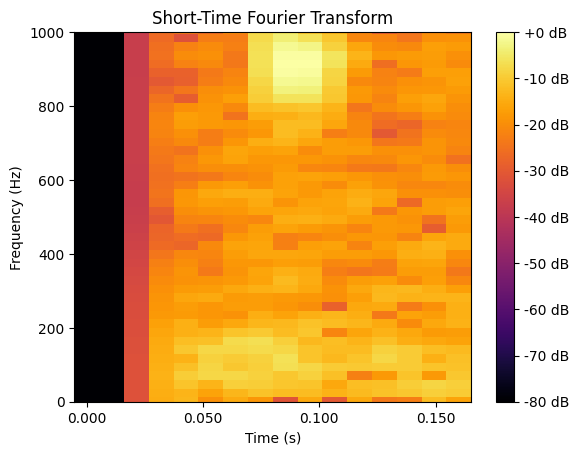 Short-Time Fourier Transform
1000
800
600
400
200
0
Frequency (Hz)
0.000
0.050
0.100
0.150
Time (s)
+0 dB
-10 dB
-20 dB
-30 dB
-40 dB
-50 dB
-60 dB
-70 dB
-80 dB